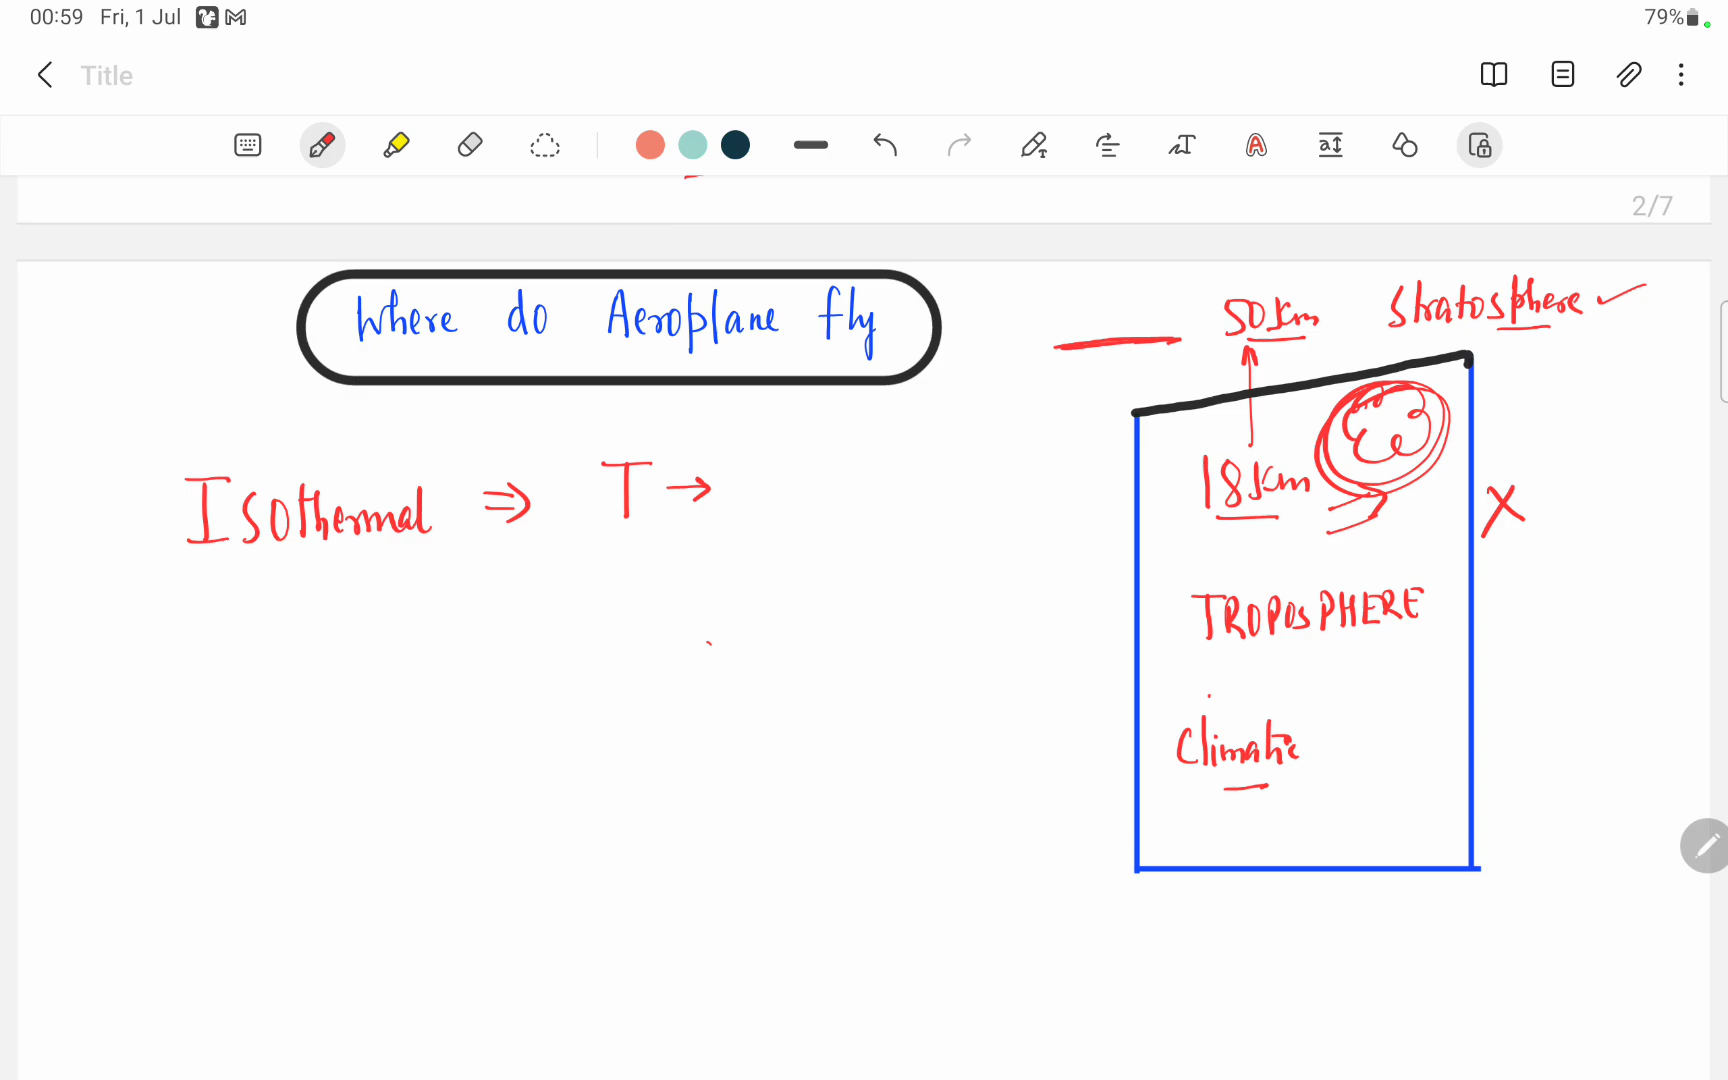 00:59 Fri, 1 Jul
79%
Title
2/7
Where do Aeroplane fly
50km Stratosphere
18km
Isothermal ⇒ T →
X
TROPOSPHERE
Climatic